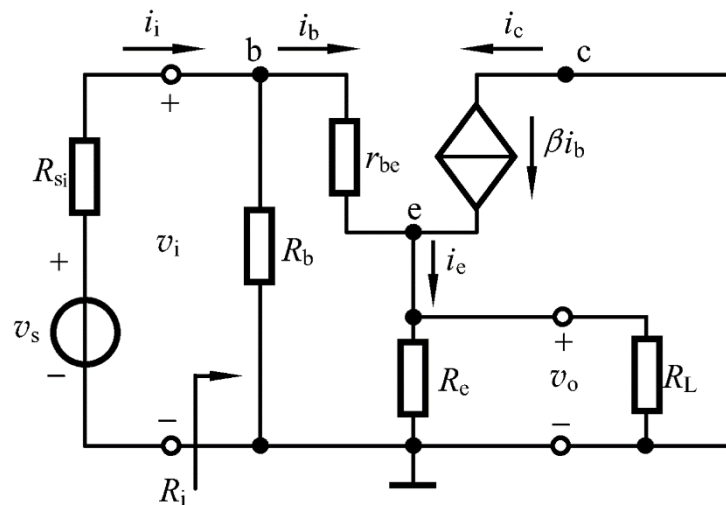 i_i i_b i_c
b c
+
R_si r_be βi_b
e
+ v_i R_b i_e
v_s +
− R_e v_o R_L
− −
R_i